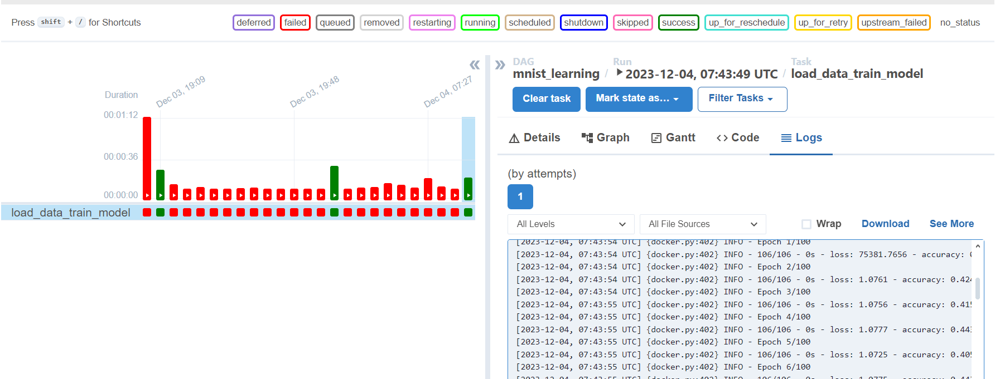 Press shift + / for Shortcuts
deferred failed queued removed restarting running scheduled shutdown skipped success up_for_reschedule up_for_retry upstream_failed no_status
Duration
Dec 03, 19:09
Dec 03, 19:48
Dec 04, 07:27
00:01:12
00:00:36
00:00:00
load_data_train_model
DAG
mnist_learning
/
Run
2023-12-04, 07:43:49 UTC
/
Task
load_data_train_model
Clear task
Mark state as...
Filter Tasks
Details
Graph
Gantt
Code
Logs
(by attempts)
1
All Levels
All File Sources
Wrap
Download
See More
[2023-12-04, 07:43:54 UTC] {docker.py:402} INFO - Epoch 1/100
[2023-12-04, 07:43:54 UTC] {docker.py:402} INFO - 106/106 - 0s - loss: 75381.7656 - accuracy:
[2023-12-04, 07:43:54 UTC] {docker.py:402} INFO - Epoch 2/100
[2023-12-04, 07:43:54 UTC] {docker.py:402} INFO - 106/106 - 0s - loss: 1.0761 - accuracy: 0.424
[2023-12-04, 07:43:54 UTC] {docker.py:402} INFO - Epoch 3/100
[2023-12-04, 07:43:55 UTC] {docker.py:402} INFO - 106/106 - 0s - loss: 1.0756 - accuracy: 0.415
[2023-12-04, 07:43:55 UTC] {docker.py:402} INFO - Epoch 4/100
[2023-12-04, 07:43:55 UTC] {docker.py:402} INFO - 106/106 - 0s - loss: 1.0777 - accuracy: 0.443
[2023-12-04, 07:43:55 UTC] {docker.py:402} INFO - Epoch 5/100
[2023-12-04, 07:43:55 UTC] {docker.py:402} INFO - 106/106 - 0s - loss: 1.0725 - accuracy: 0.405
[2023-12-04, 07:43:55 UTC] {docker.py:402} INFO - Epoch 6/100